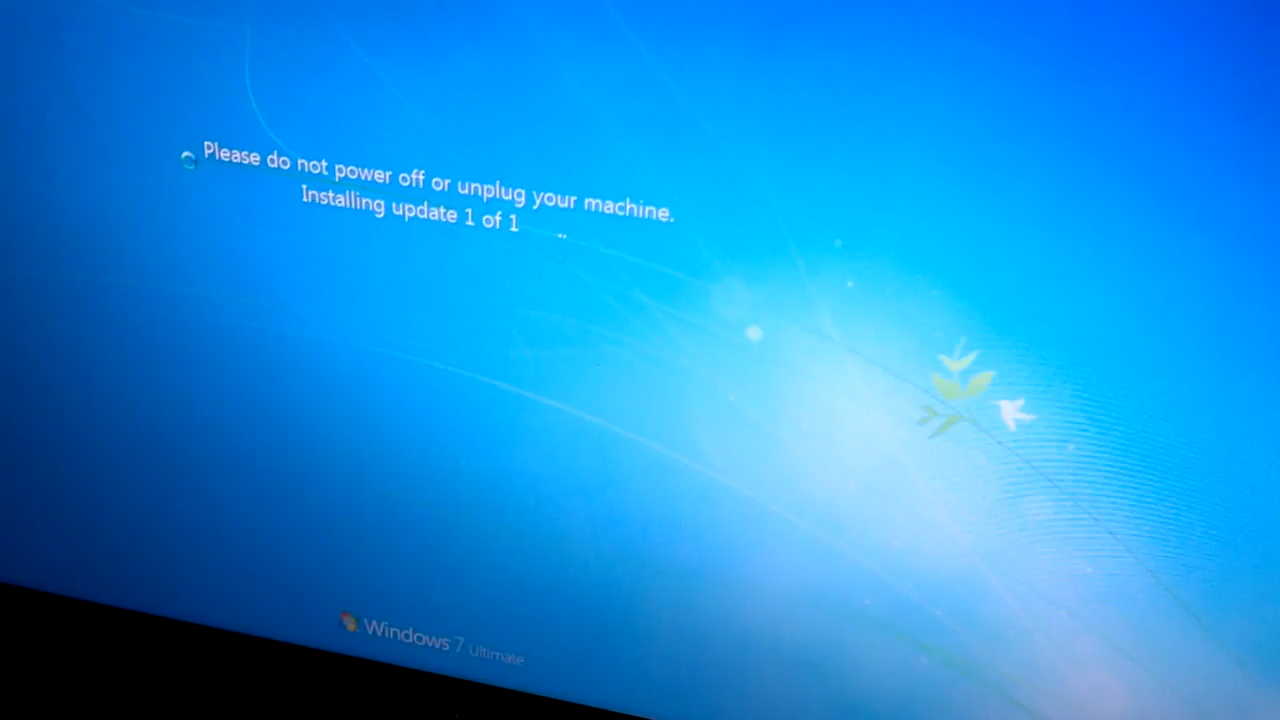 Please do not power off or unplug your machine.
Installing update 1 of 1 ..
Windows 7 Ultimate